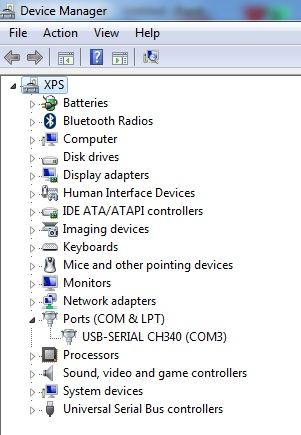 Device Manager
File Action View Help
XPS
Batteries
Bluetooth Radios
Computer
Disk drives
Display adapters
Human Interface Devices
IDE ATA/ATAPI controllers
Imaging devices
Keyboards
Mice and other pointing devices
Monitors
Network adapters
Ports (COM & LPT)
USB-SERIAL CH340 (COM3)
Processors
Sound, video and game controllers
System devices
Universal Serial Bus controllers